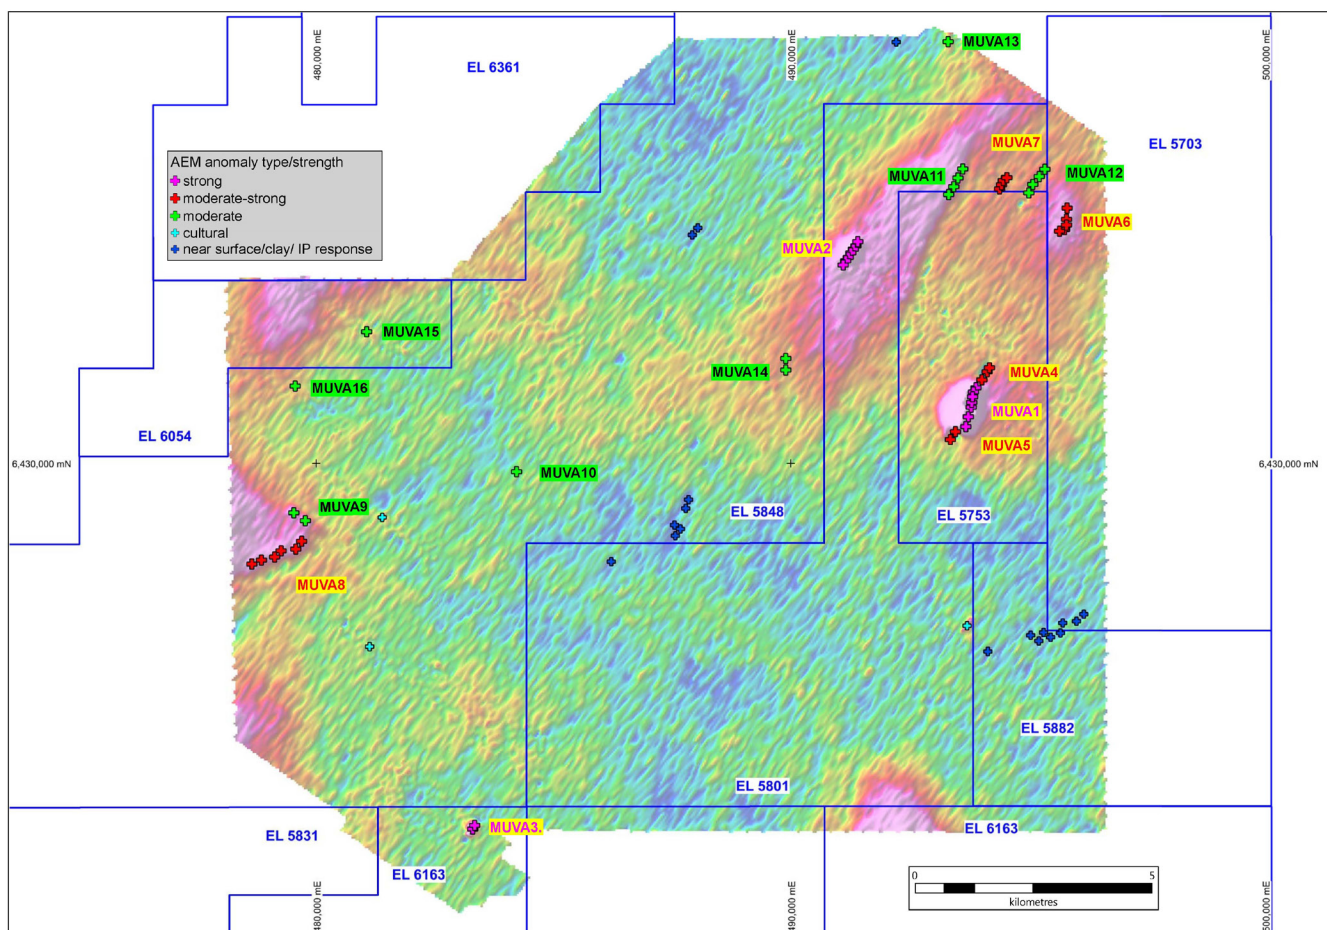 480,000 mE
490,000 mE
500,000 mE
MUVA13
EL 6361
EL 5703
MUVA7
AEM anomaly type/strength
strong
moderate-strong
moderate
cultural
near surface/clay/ IP response
MUVA11
MUVA12
MUVA6
MUVA2
MUVA15
MUVA14
MUVA4
MUVA16
MUVA1
EL 6054
MUVA5
6,430,000 mN
6,430,000 mN
MUVA10
MUVA9
EL 5848
EL 5753
MUVA8
EL 5882
EL 5801
MUVA3.
EL 5831
EL 6163
EL 6163
0
5
kilometres
480,000 mE
490,000 mE
500,000 mE